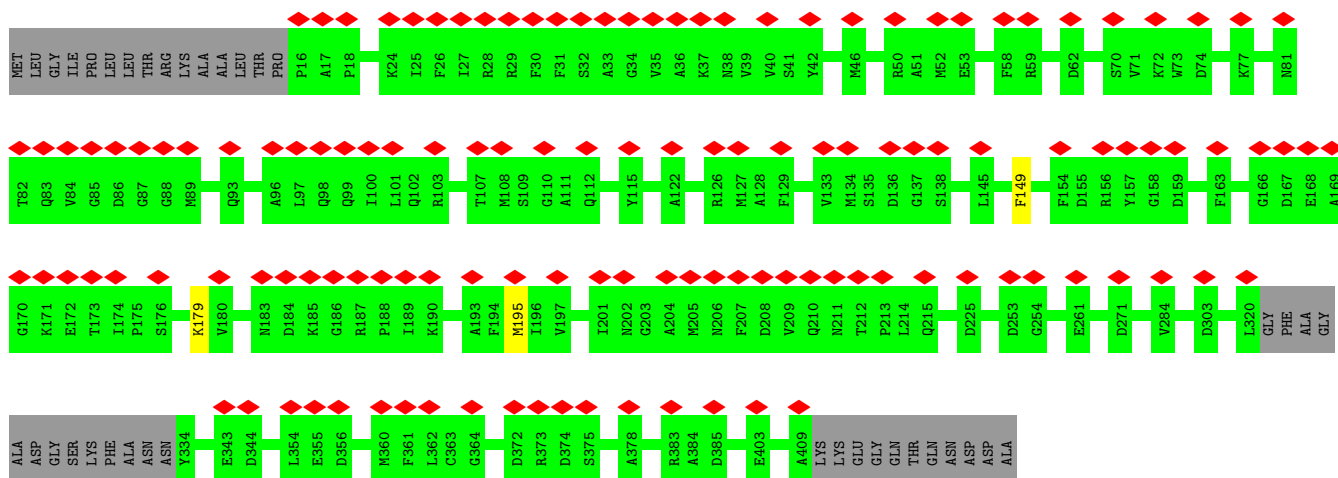 MET LEU GLY ILE PRO LEU LEU THR ARG LYS ALA ALA LEU THR PRO P16 A17 P18 K24 I25 F26 I27 R28 R29 F30 F31 S32 A33 G34 V35 A36 K37 N38 V39 V40 S41 Y42 M46 R50 A51 M52 E53 F58 R59 D62 S70 V71 K72 W73 D74 K77 N81
T82 Q83 V84 G85 D86 G87 G88 M89 Q93 A96 L97 Q98 Q99 I100 L101 Q102 R103 T107 M108 S109 G110 A111 Q112 Y115 A122 R126 M127 A128 F129 V133 M134 S135 D136 G137 S138 L145 F149 F154 D155 R156 Y157 G158 D159 F163 G166 D167 E168 A169
G170 K171 E172 T173 I174 P175 S176 K179 V180 N183 D184 K185 G186 R187 P188 I189 K190 A193 F194 M195 I196 V197 I201 N202 G203 A204 M205 N206 F207 D208 V209 Q210 N211 T212 P213 L214 Q215 D225 D253 G254 E261 D271 V284 D303 L320 GLY PHE ALA GLY
ALA ASP GLY SER LYS PHE ALA ASN ASN Y334 E343 D344 L354 E355 D356 M360 F361 L362 C363 G364 D372 R373 D374 S375 A378 R383 A384 D385 E403 A409 LYS LYS GLU GLY GLN THR GLN ASN ASP ASP ALA